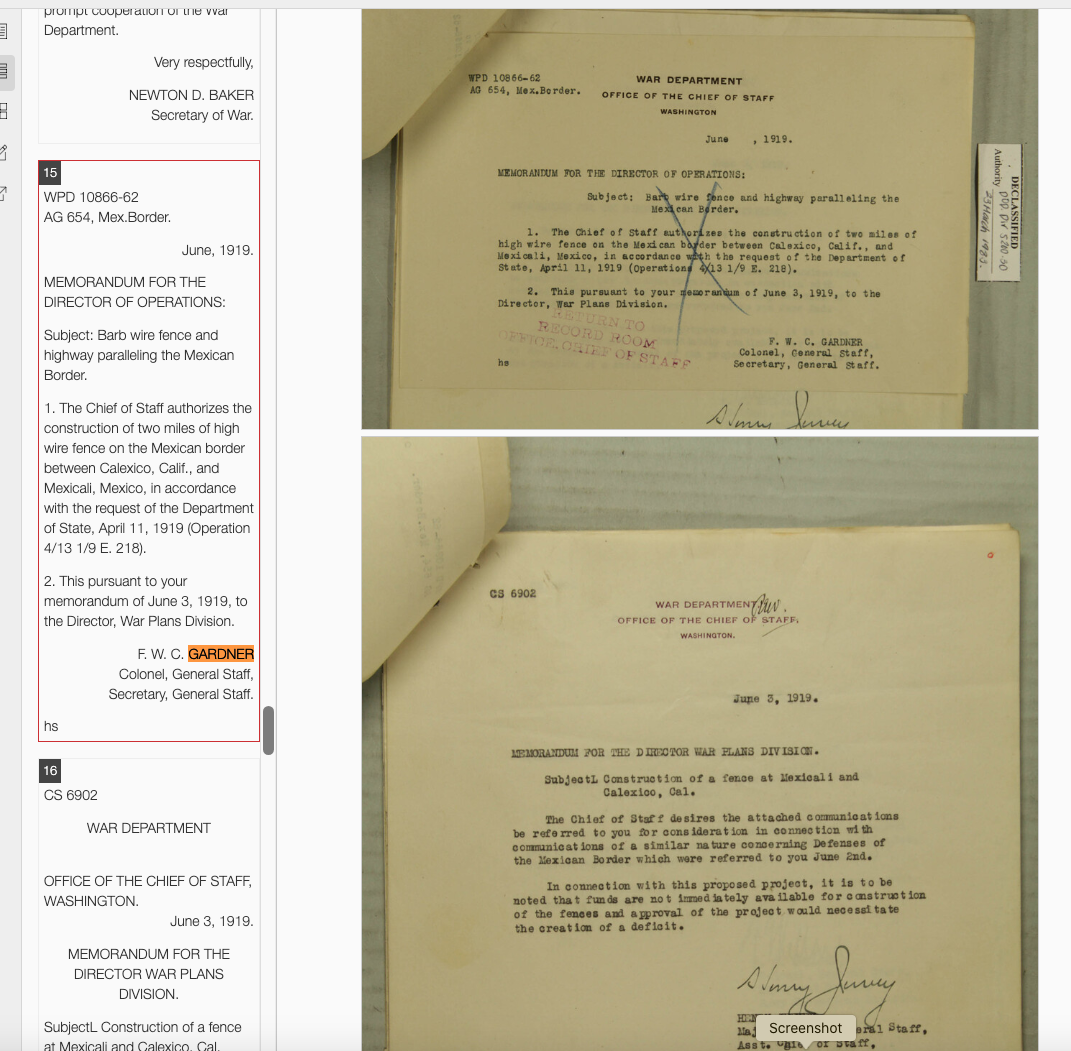 prompt cooperation of the War
Department.
Very respectfully,
NEWTON D. BAKER
Secretary of War.
15
WPD 10866-62
AG 654, Mex.Border.
June, 1919.
MEMORANDUM FOR THE
DIRECTOR OF OPERATIONS:
Subject: Barb wire fence and
highway paralleling the Mexican
Border.
1. The Chief of Staff authorizes the
construction of two miles of high
wire fence on the Mexican border
between Calexico, Calif., and
Mexicali, Mexico, in accordance
with the request of the Department
of State, April 11, 1919 (Operation
4/13 1/9 E. 218).
2. This pursuant to your
memorandum of June 3, 1919, to
the Director, War Plans Division.
F. W. C. GARDNER
Colonel, General Staff,
Secretary, General Staff.
hs
16
CS 6902
WAR DEPARTMENT
OFFICE OF THE CHIEF OF STAFF,
WASHINGTON.
June 3, 1919.
MEMORANDUM FOR THE
DIRECTOR WAR PLANS
DIVISION.
SubjectL Construction of a fence
at Mexicali and Calexico, Cal.
WPD 10866-62
AG 654, Mex.Border.
WAR DEPARTMENT
OFFICE OF THE CHIEF OF STAFF
WASHINGTON
June , 1919.
MEMORANDUM FOR THE DIRECTOR OF OPERATIONS:
Subject: Barb wire fence and highway paralleling the
Mexican Border.
1. The Chief of Staff authorizes the construction of two miles of
high wire fence on the Mexican border between Calexico, Calif., and
Mexicali, Mexico, in accordance with the request of the Department of
State, April 11, 1919 (Operations 4/13 1/9 E. 218).
2. This pursuant to your memorandum of June 3, 1919, to the
Director, War Plans Division.
RETURN TO
RECORD ROOM
OFFICE, CHIEF OF STAFF
F. W. C. GARDNER
Colonel, General Staff,
Secretary, General Staff.
hs
DECLASSIFIED
Authority DOD Dir 5200.30
23 March 1983
CS 6902
WAR DEPARTMENT
OFFICE OF THE CHIEF OF STAFF,
WASHINGTON.
June 3, 1919.
MEMORANDUM FOR THE DIRECTOR WAR PLANS DIVISION.
SubjectL Construction of a fence at Mexicali and
Calexico, Cal.
The Chief of Staff desires the attached communications
be referred to you for consideration in connection with
communications of a similar nature concerning Defenses of
the Mexican Border which were referred to you June 2nd.
In connection with this proposed project, it is to be
noted that funds are not immediately available for construction
of the fences and approval of the project would necessitate
the creation of a deficit.
Screenshot
Staff,
Asst. Chief of Staff,